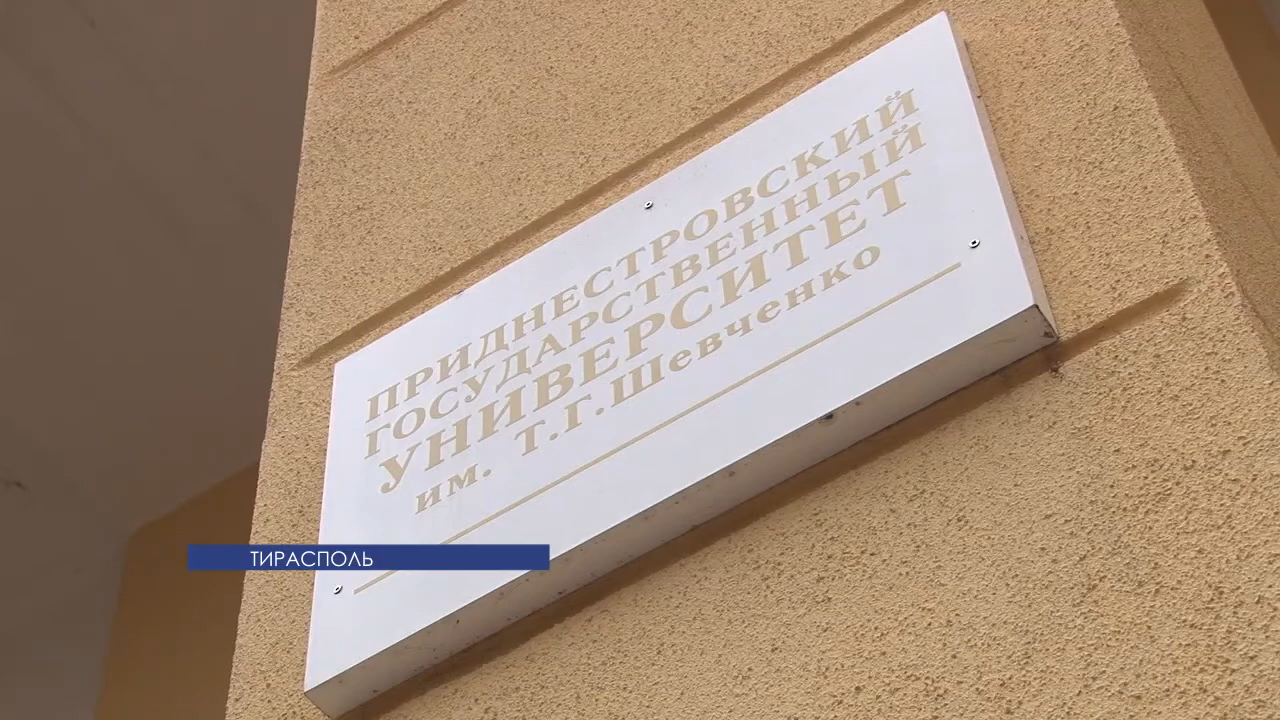 ПРИДНЕСТРОВСКИЙ
ГОСУДАРСТВЕННЫЙ
УНИВЕРСИТЕТ
им. Т.Г.Шевченко
ТИРАСПОЛЬ